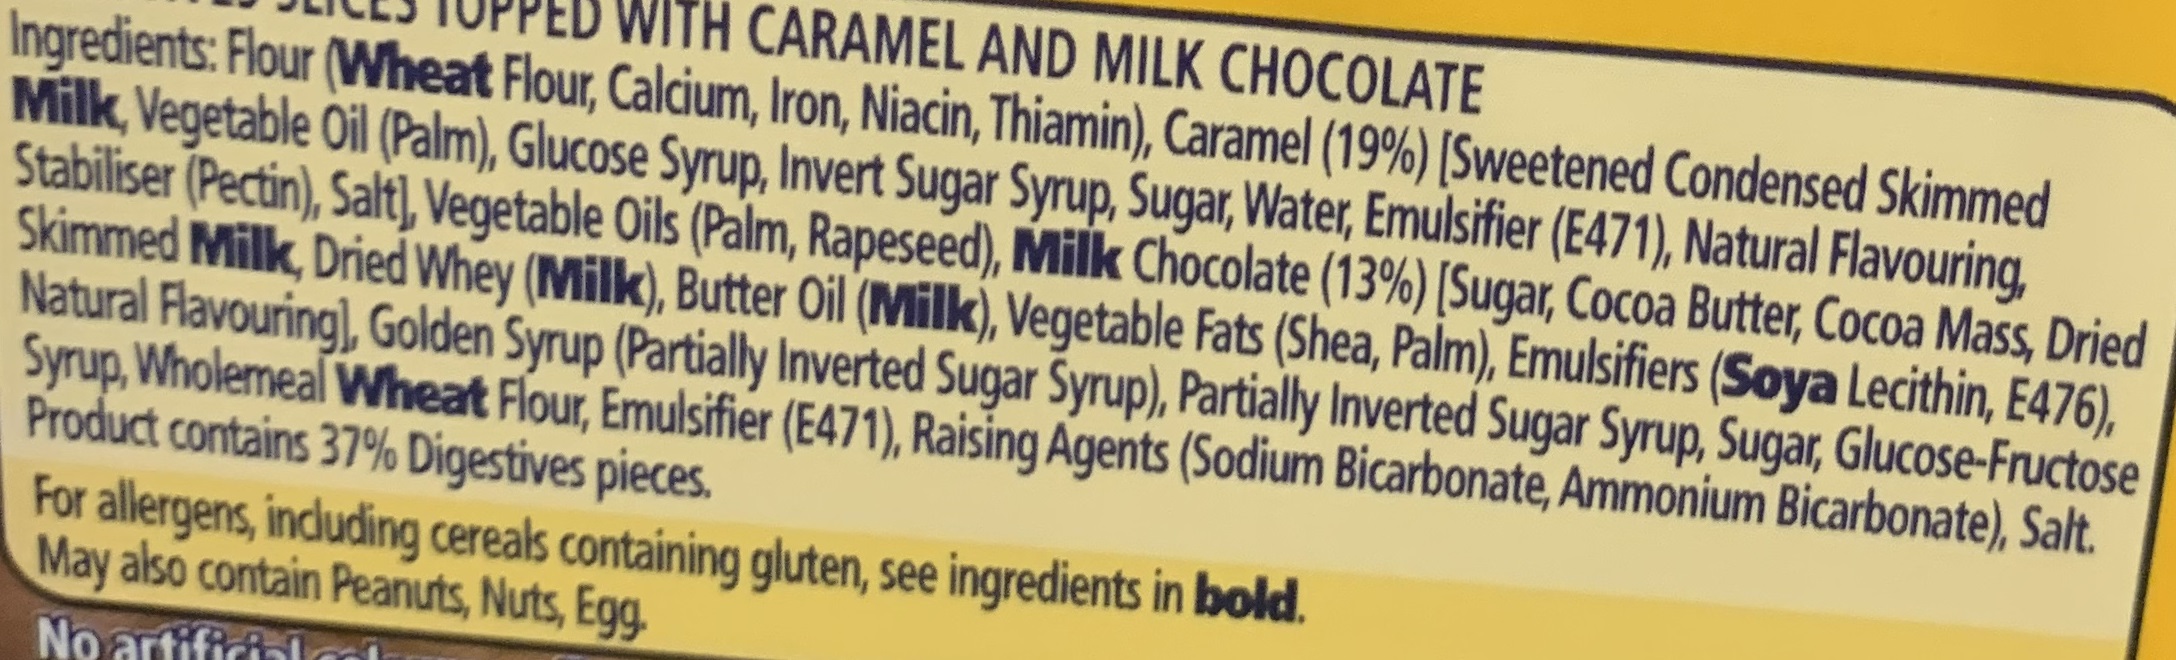 SLICES TOPPED WITH CARAMEL AND MILK CHOCOLATE
Ingredients: Flour (Wheat Flour, Calcium, Iron, Niacin, Thiamin), Caramel (19%) [Sweetened Condensed Skimmed
Milk, Vegetable Oil (Palm), Glucose Syrup, Invert Sugar Syrup, Sugar, Water, Emulsifier (E471), Natural Flavouring,
Stabiliser (Pectin), Salt], Vegetable Oils (Palm, Rapeseed), Milk Chocolate (13%) [Sugar, Cocoa Butter, Cocoa Mass, Dried
Skimmed Milk, Dried Whey (Milk), Butter Oil (Milk), Vegetable Fats (Shea, Palm), Emulsifiers (Soya Lecithin, E476),
Natural Flavouring], Golden Syrup (Partially Inverted Sugar Syrup), Partially Inverted Sugar Syrup, Sugar, Glucose-Fructose
Syrup, Wholemeal Wheat Flour, Emulsifier (E471), Raising Agents (Sodium Bicarbonate, Ammonium Bicarbonate), Salt.
Product contains 37% Digestives pieces.
For allergens, including cereals containing gluten, see ingredients in bold.
May also contain Peanuts, Nuts, Egg.
No artificial